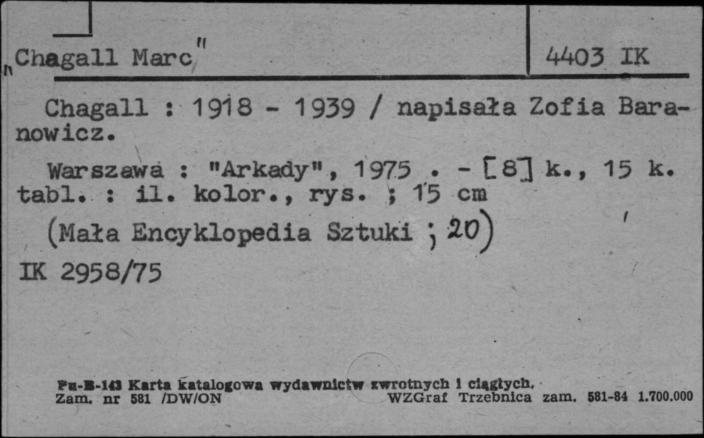 „Chagall Marc" 4403 IK
Chagall : 1918 - 1939 / napisała Zofia Bara-
nowicz.
Warszawa : "Arkady", 1975 . - [8] k., 15 k.
tabl. : il. kolor., rys. ; 15 cm
(Mała Encyklopedia Sztuki ; 20)
IK 2958/75
Pu-B-143 Karta katalogowa wydawnictw zwrotnych i ciągłych.
Zam. nr 581 /DW/ON WZGraf Trzebnica zam. 581-84 1.700.000